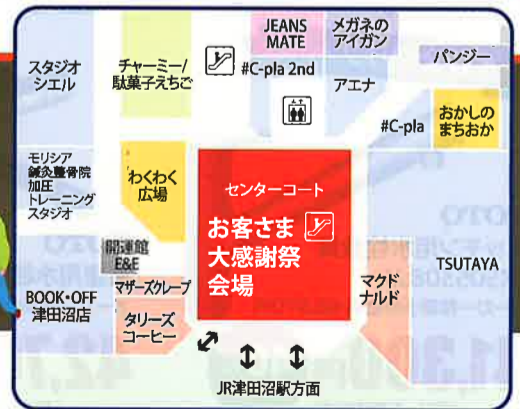 スタジオ
シエル
チャーミー/
駄菓子えちご
JEANS
MATE
#C-pla 2nd
メガネの
アイガン
アエナ
パンジー
#C-pla
おかしの
まちおか
モリシア
鍼灸整骨院
加圧
トレーニング
スタジオ
わくわく
広場
センターコート
お客さま
大感謝祭
会場
開運館
E&E
マザーズクレープ
BOOK・OFF
津田沼店
タリーズ
コーヒー
マクド
ナルド
TSUTAYA
JR津田沼駅方面